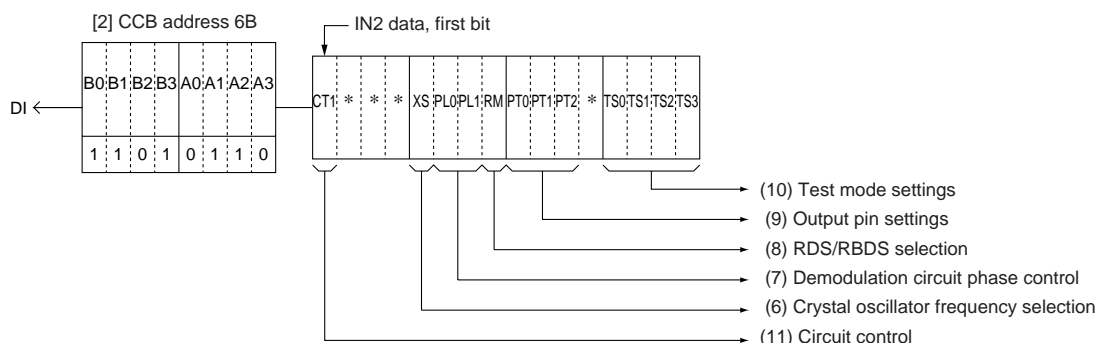 [2] CCB address 6B
IN2 data, first bit
DI
B0 B1 B2 B3 A0 A1 A2 A3
1 1 0 1 0 1 1 0
CT1 * * * XS PL0 PL1 RM PT0 PT1 PT2 * TS0 TS1 TS2 TS3
(10) Test mode settings
(9) Output pin settings
(8) RDS/RBDS selection
(7) Demodulation circuit phase control
(6) Crystal oscillator frequency selection
(11) Circuit control